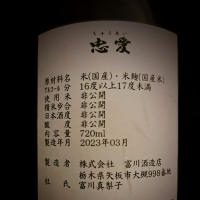 ちゅうあい
忠愛
原材料名 米(国産)・米麹(国産米)
アルコール分 16度以上17度未満
使用米 非公開
精米歩合 非公開
日本酒度 非公開
酸度 非公開
内容量 720ml
製造年月 2023年03月
製造者 株式会社 富川酒造店
栃木県矢板市大槻998番地
杜氏 富川真梨子